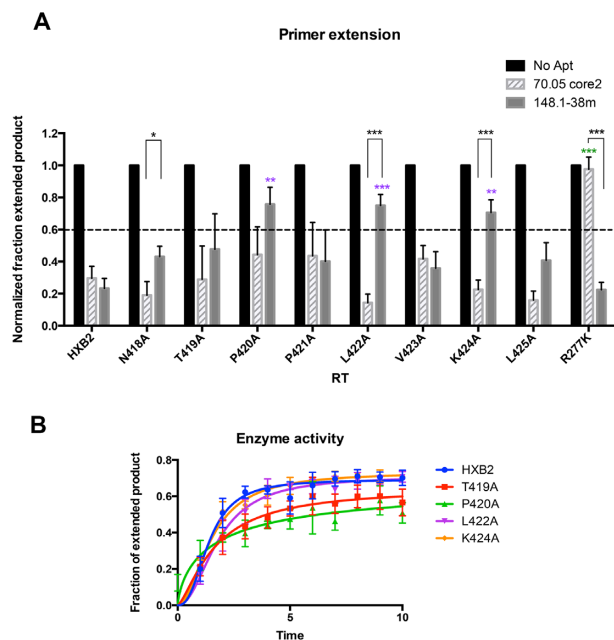 A
Primer extension
No Apt
70.05 core2
148.1-38m
Normalized fraction extended product
1.2
1.0
0.8
0.6
0.4
0.2
0.0
*
**
***
***
***
**
***
***
HXB2
N418A
T419A
P420A
P421A
L422A
V423A
K424A
L425A
R277K
RT
B
Enzyme activity
Fraction of extended product
0.8
0.6
0.4
0.2
0.0
0
5
10
Time
HXB2
T419A
P420A
L422A
K424A